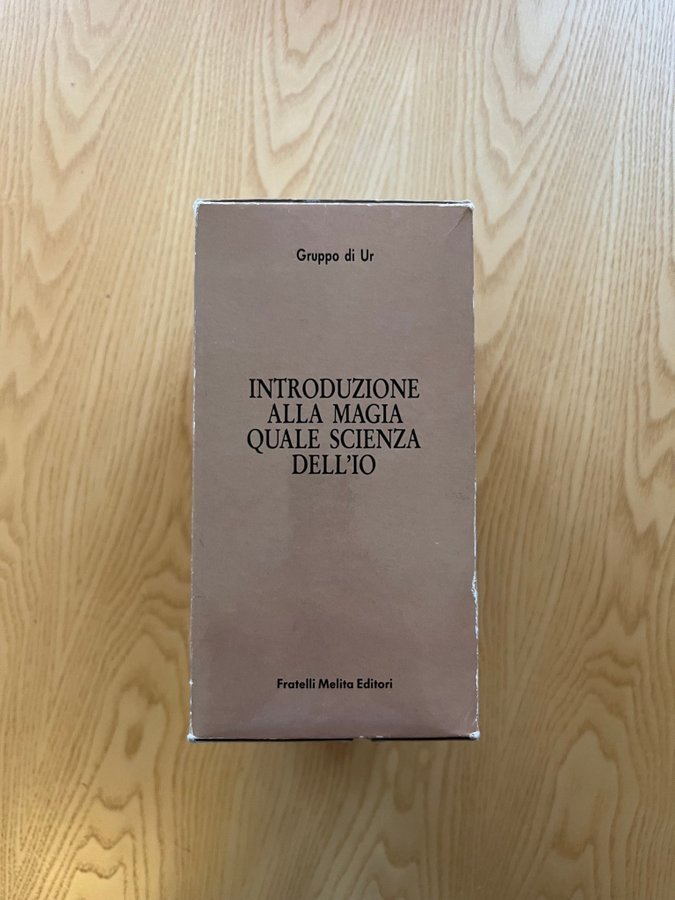 Gruppo di Ur
INTRODUZIONE
ALLA MAGIA
QUALE SCIENZA
DELL'IO
Fratelli Melita Editori